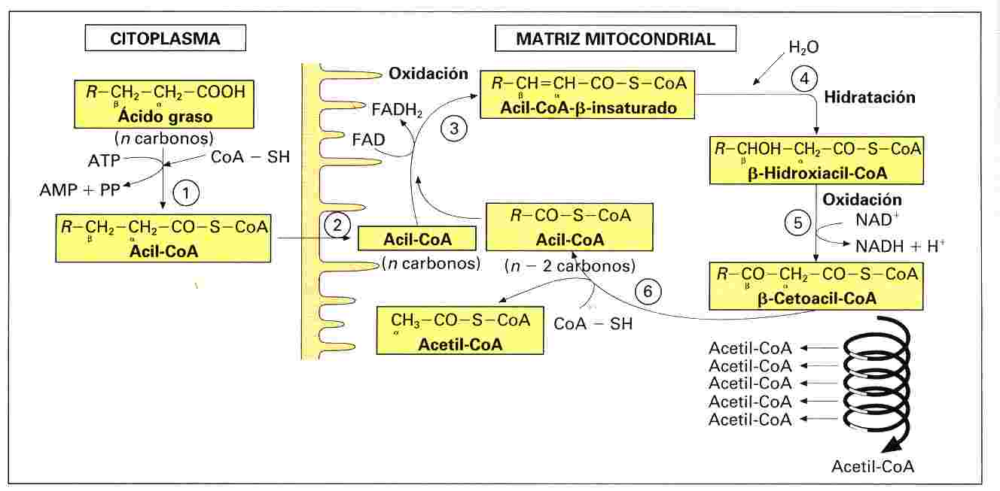 CITOPLASMA
R–CH₂–CH₂–COOH
β α
Ácido graso
(n carbonos)
ATP
CoA – SH
AMP + PP
1
R–CH₂–CH₂–CO–S–CoA
β α
Acil-CoA
2
MATRIZ MITOCONDRIAL
Oxidación
FADH₂
FAD
3
R–CH=CH–CO–S–CoA
β α
Acil-CoA-β-insaturado
H₂O
4
Hidratación
R–CHOH–CH₂–CO–S–CoA
β α
β-Hidroxiacil-CoA
Oxidación
5
NAD⁺
NADH + H⁺
R–CO–CH₂–CO–S–CoA
β α
β-Cetoacil-CoA
6
Acil-CoA
(n carbonos)
R–CO–S–CoA
Acil-CoA
(n – 2 carbonos)
CoA – SH
CH₃–CO–S–CoA
α
Acetil-CoA
Acetil-CoA
Acetil-CoA
Acetil-CoA
Acetil-CoA
Acetil-CoA
Acetil-CoA